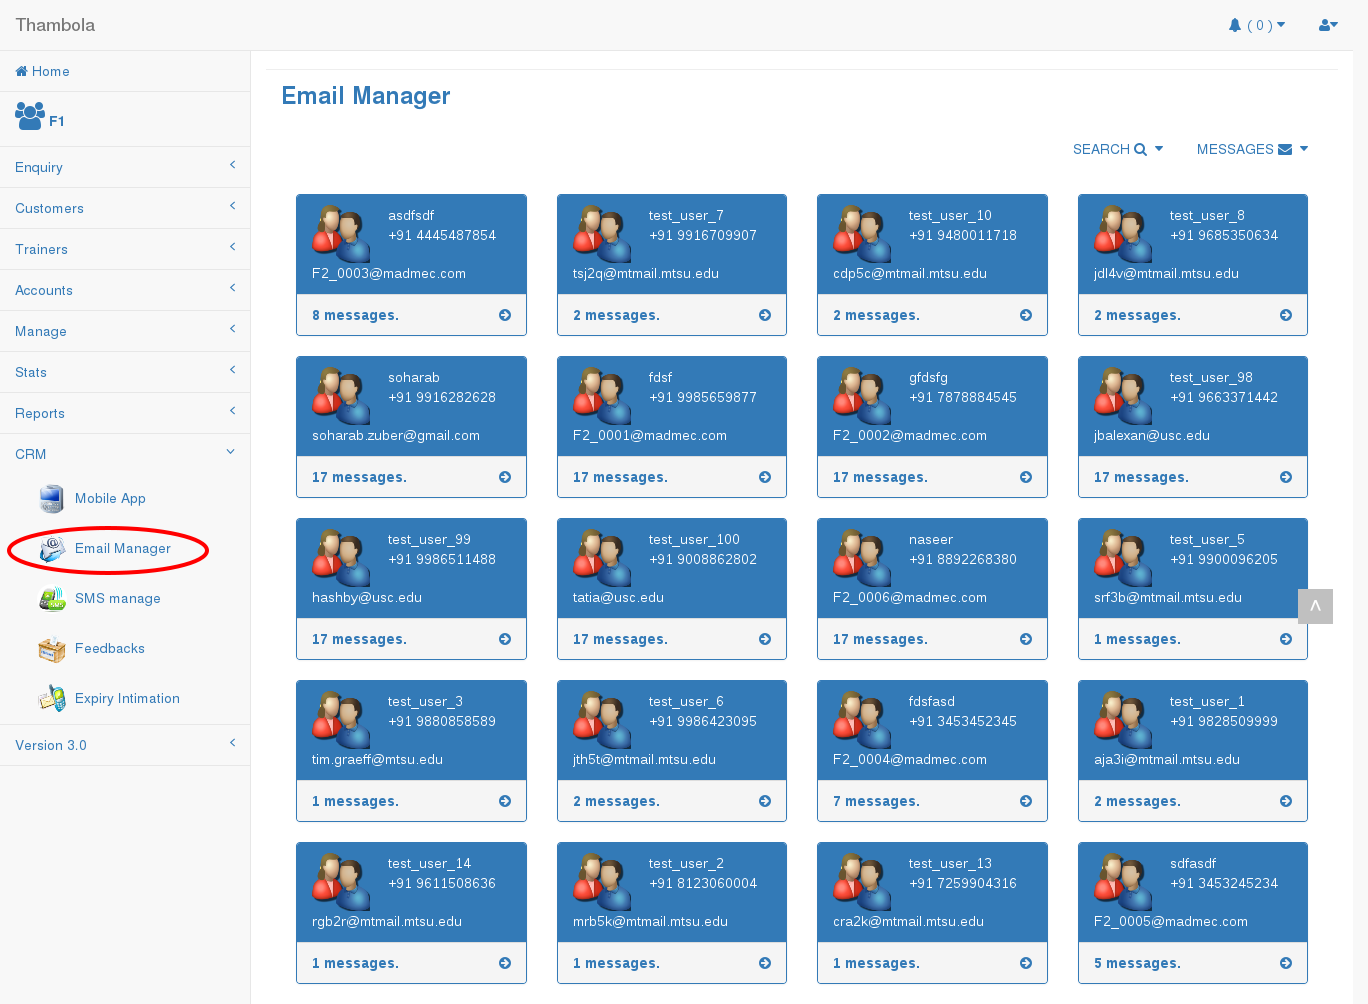 Thambola
( 0 )
Home
F1
Enquiry
Customers
Trainers
Accounts
Manage
Stats
Reports
CRM
Mobile App
Email Manager
SMS manage
Feedbacks
Expiry Intimation
Version 3.0
Email Manager
SEARCH MESSAGES
asdfsdf
+91 4445487854
F2_0003@madmec.com
8 messages.
test_user_7
+91 9916709907
tsj2q@mtmail.mtsu.edu
2 messages.
test_user_10
+91 9480011718
cdp5c@mtmail.mtsu.edu
2 messages.
test_user_8
+91 9685350634
jdl4v@mtmail.mtsu.edu
2 messages.
soharab
+91 9916282628
soharab.zuber@gmail.com
17 messages.
fdsf
+91 9985659877
F2_0001@madmec.com
17 messages.
gfdsfg
+91 7878884545
F2_0002@madmec.com
17 messages.
test_user_98
+91 9663371442
jbalexan@usc.edu
17 messages.
test_user_99
+91 9986511488
hashby@usc.edu
17 messages.
test_user_100
+91 9008862802
tatia@usc.edu
17 messages.
naseer
+91 8892268380
F2_0006@madmec.com
17 messages.
test_user_5
+91 9900096205
srf3b@mtmail.mtsu.edu
1 messages.
test_user_3
+91 9880858589
tim.graeff@mtsu.edu
1 messages.
test_user_6
+91 9986423095
jth5t@mtmail.mtsu.edu
2 messages.
fdsfasd
+91 3453452345
F2_0004@madmec.com
7 messages.
test_user_1
+91 9828509999
aja3i@mtmail.mtsu.edu
2 messages.
test_user_14
+91 9611508636
rgb2r@mtmail.mtsu.edu
1 messages.
test_user_2
+91 8123060004
mrb5k@mtmail.mtsu.edu
1 messages.
test_user_13
+91 7259904316
cra2k@mtmail.mtsu.edu
1 messages.
sdfasdf
+91 3453245234
F2_0005@madmec.com
5 messages.